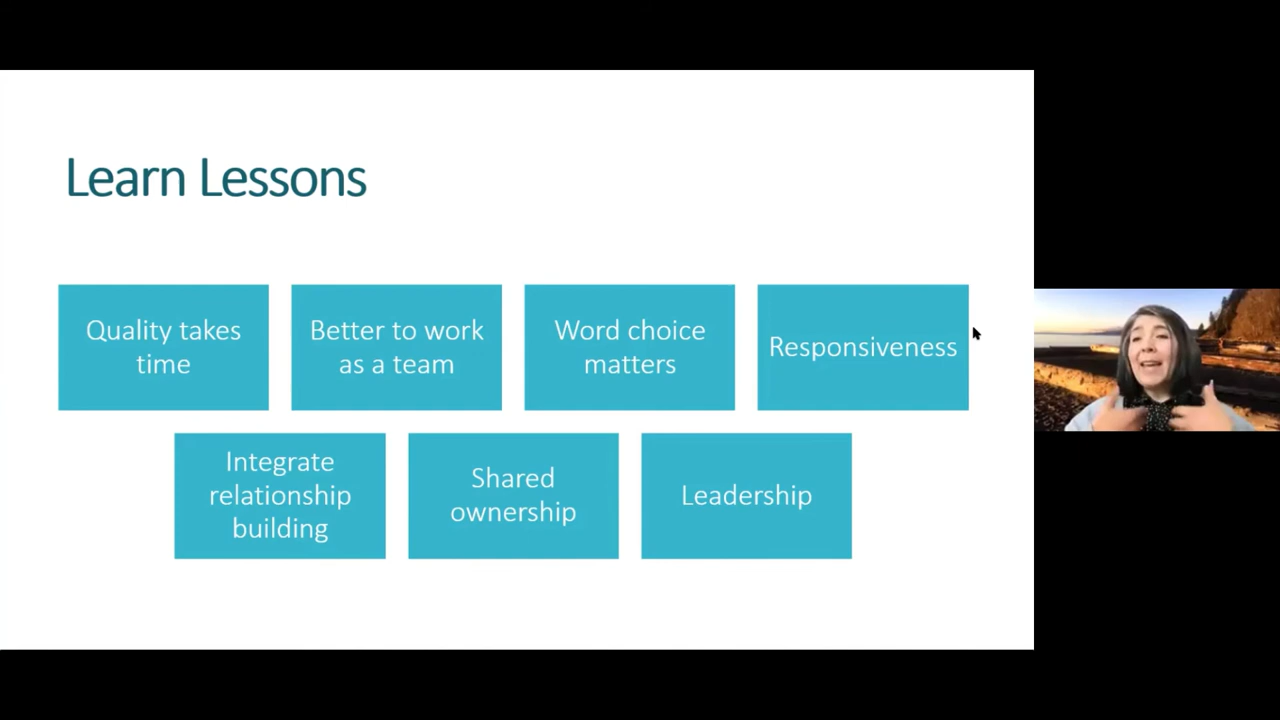 Learn Lessons
Quality takes
time
Better to work
as a team
Word choice
matters
Responsiveness
Integrate
relationship
building
Shared
ownership
Leadership